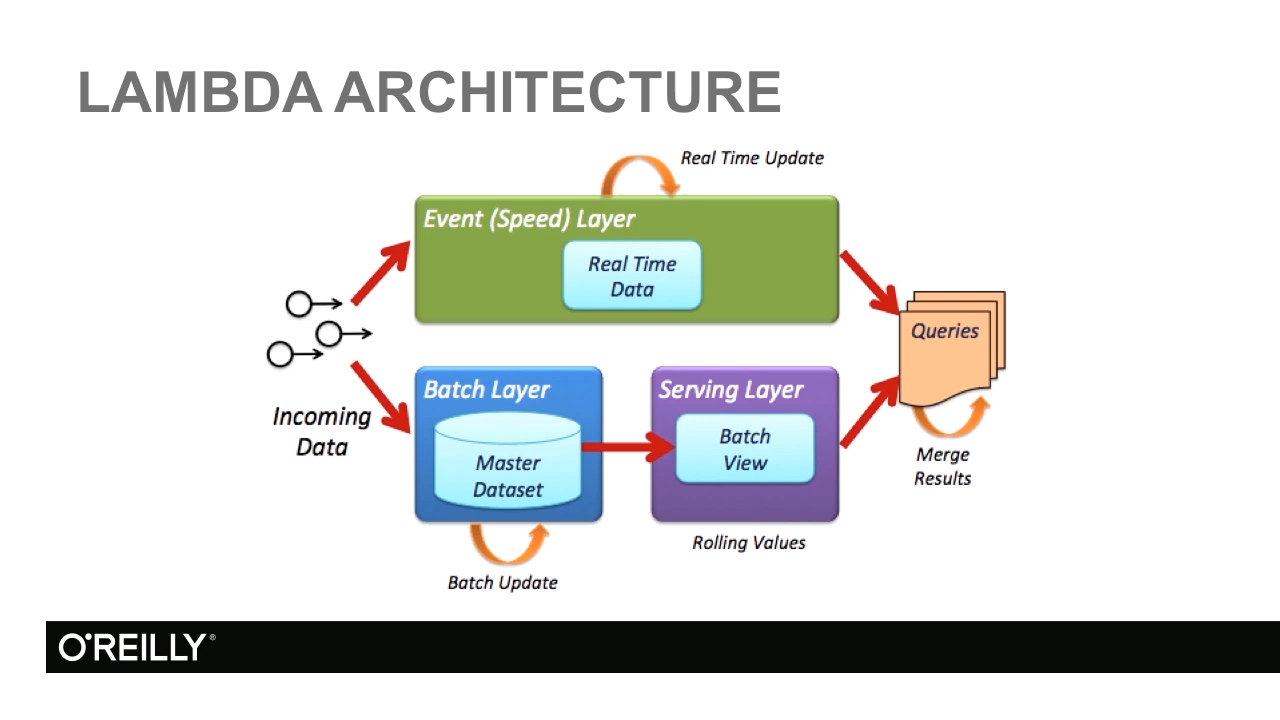 LAMBDA ARCHITECTURE
Real Time Update
Event (Speed) Layer
Real Time
Data
Queries
Incoming
Data
Batch Layer
Master
Dataset
Serving Layer
Batch
View
Merge
Results
Rolling Values
Batch Update
O'REILLY®